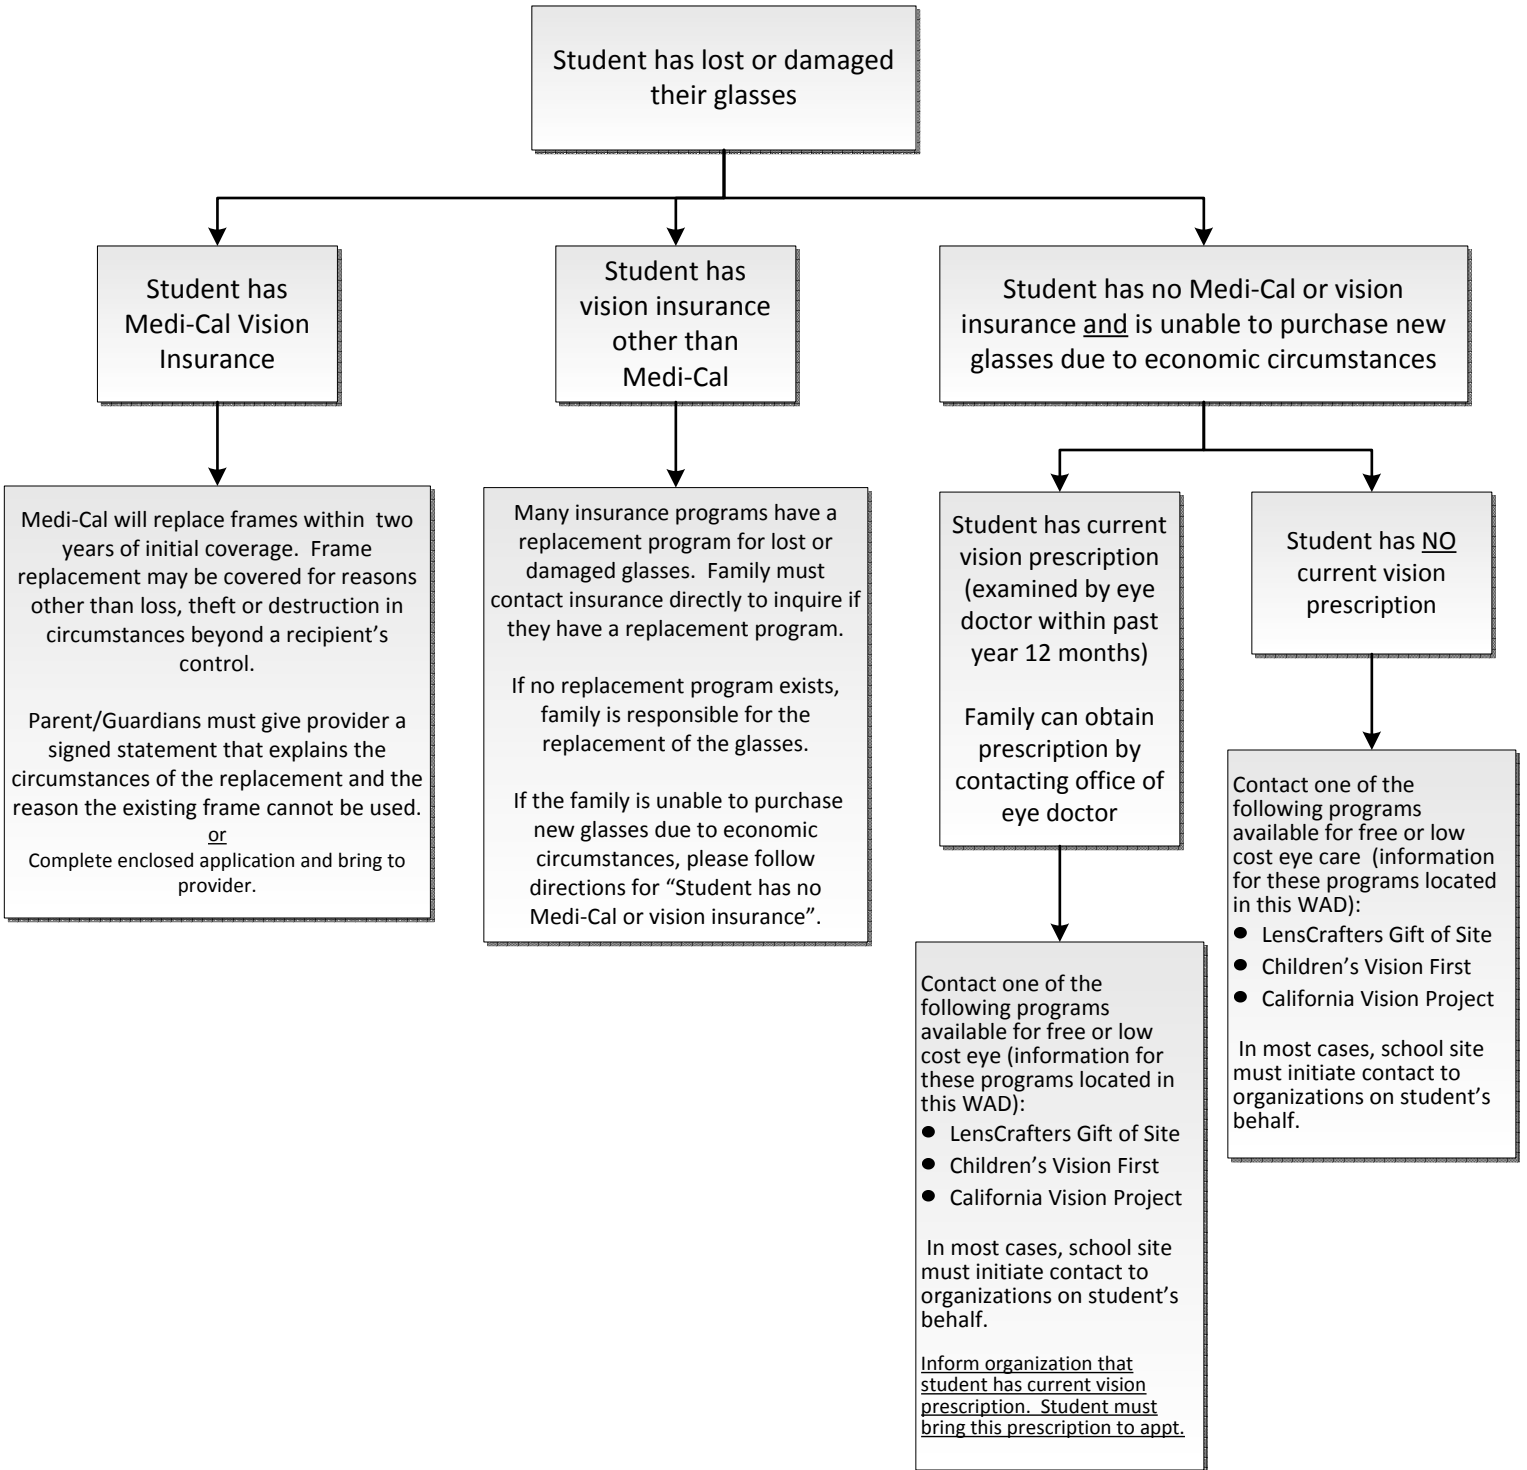 Student has lost or damaged
their glasses
Student has
Medi-Cal Vision
Insurance
Student has
vision insurance
other than
Medi-Cal
Student has no Medi-Cal or vision
insurance and is unable to purchase new
glasses due to economic circumstances
Medi-Cal will replace frames within two
years of initial coverage. Frame
replacement may be covered for reasons
other than loss, theft or destruction in
circumstances beyond a recipient's
control.
Parent/Guardians must give provider a
signed statement that explains the
circumstances of the replacement and the
reason the existing frame cannot be used.
or
Complete enclosed application and bring to
provider.
Many insurance programs have a
replacement program for lost or
damaged glasses. Family must
contact insurance directly to inquire if
they have a replacement program.
If no replacement program exists,
family is responsible for the
replacement of the glasses.
If the family is unable to purchase
new glasses due to economic
circumstances, please follow
directions for “Student has no
Medi-Cal or vision insurance”.
Student has current
vision prescription
(examined by eye
doctor within past
year 12 months)
Family can obtain
prescription by
contacting office of
eye doctor
Student has NO
current vision
prescription
Contact one of the
following programs
available for free or low
cost eye (information for
these programs located in
this WAD):
● LensCrafters Gift of Site
● Children's Vision First
● California Vision Project
In most cases, school site
must initiate contact to
organizations on student's
behalf.
Inform organization that
student has current vision
prescription. Student must
bring this prescription to appt.
Contact one of the
following programs
available for free or low
cost eye care (information
for these programs located
in this WAD):
● LensCrafters Gift of Site
● Children's Vision First
● California Vision Project
In most cases, school site
must initiate contact to
organizations on student's
behalf.